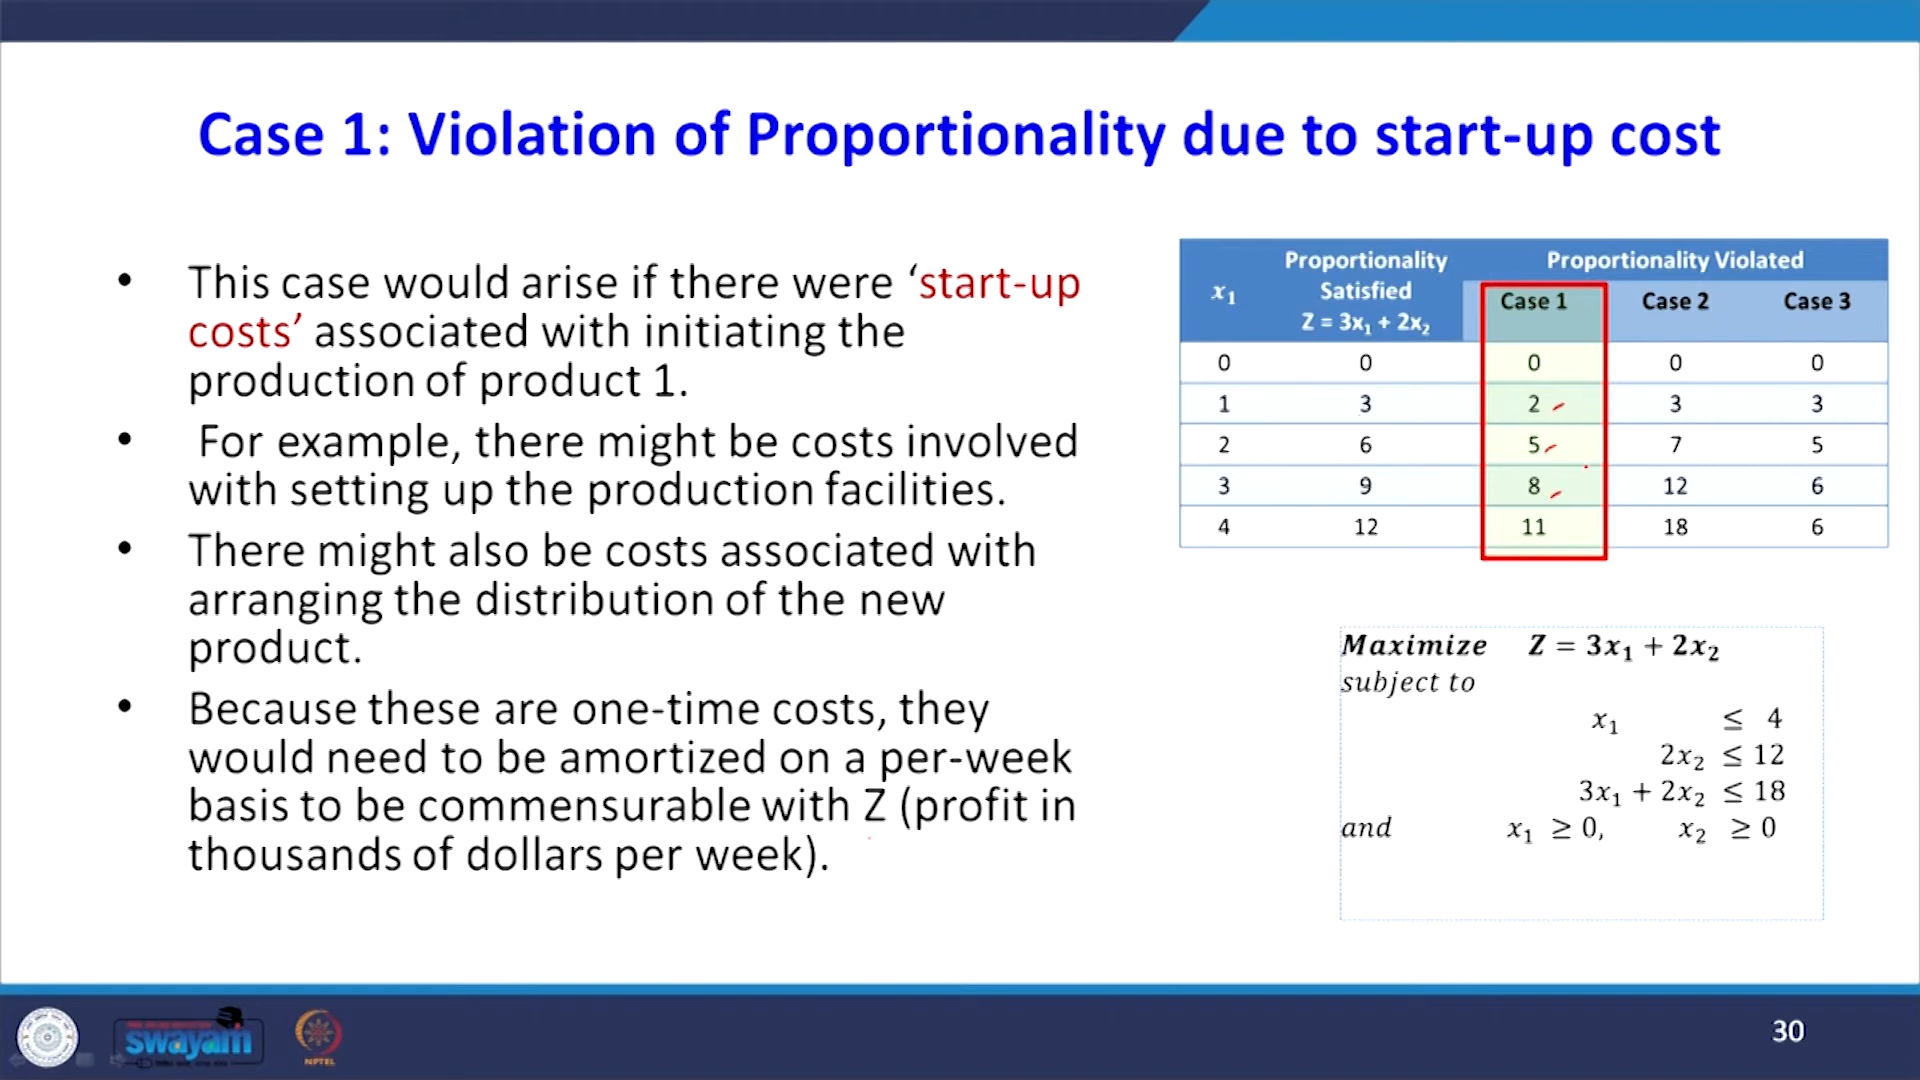 Case 1: Violation of Proportionality due to start-up cost
• This case would arise if there were ‘start-up
costs’ associated with initiating the
production of product 1.
• For example, there might be costs involved
with setting up the production facilities.
• There might also be costs associated with
arranging the distribution of the new
product.
• Because these are one-time costs, they
would need to be amortized on a per-week
basis to be commensurable with Z (profit in
thousands of dollars per week).
x₁ Proportionality Satisfied Z = 3x₁ + 2x₂ Proportionality Violated
Case 1 Case 2 Case 3
0 0 0 0 0
1 3 2 3 3
2 6 5 7 5
3 9 8 12 6
4 12 11 18 6
Maximize Z = 3x₁ + 2x₂
subject to
x₁ ≤ 4
2x₂ ≤ 12
3x₁ + 2x₂ ≤ 18
and x₁ ≥ 0, x₂ ≥ 0
swayam
NPTEL
30